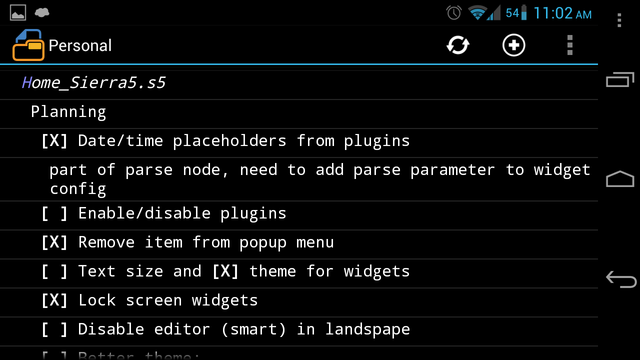 54 11:02 AM
Personal
Home_Sierra5.s5
Planning
[X] Date/time placeholders from plugins
part of parse node, need to add parse parameter to widget
config
[ ] Enable/disable plugins
[X] Remove item from popup menu
[ ] Text size and [X] theme for widgets
[X] Lock screen widgets
[ ] Disable editor (smart) in landspape
[ ] Better theme: